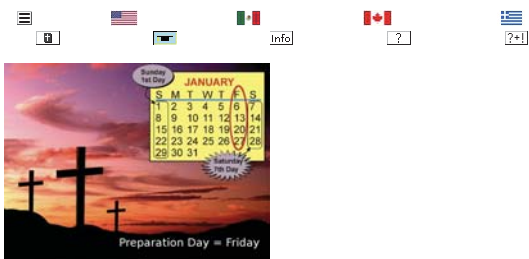 Info
?
?+!
Sunday
1st Day
JANUARY
S M T W T F S
1 2 3 4 5 6 7
8 9 10 11 12 13 14
15 16 17 18 19 20 21
22 23 24 25 26 27 28
29 30 31
Saturday
7th Day
Preparation Day = Friday